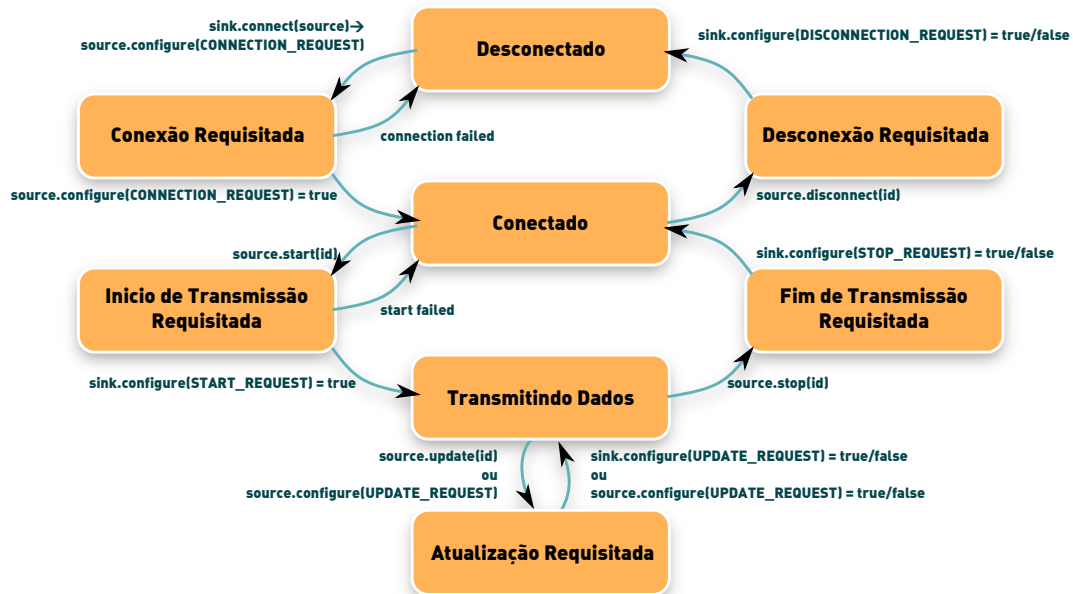 sink.connect(source)→
source.configure(CONNECTION_REQUEST)
Desconectado
sink.configure(DISCONNECTION_REQUEST) = true/false
Conexão Requisitada
connection failed
Desconexão Requisitada
source.configure(CONNECTION_REQUEST) = true
Conectado
source.disconnect(id)
source.start(id)
sink.configure(STOP_REQUEST) = true/false
Inicio de Transmissão
Requisitada
start failed
Fim de Transmissão
Requisitada
sink.configure(START_REQUEST) = true
Transmitindo Dados
source.stop(id)
source.update(id)
ou
source.configure(UPDATE_REQUEST)
sink.configure(UPDATE_REQUEST) = true/false
ou
source.configure(UPDATE_REQUEST) = true/false
Atualização Requisitada